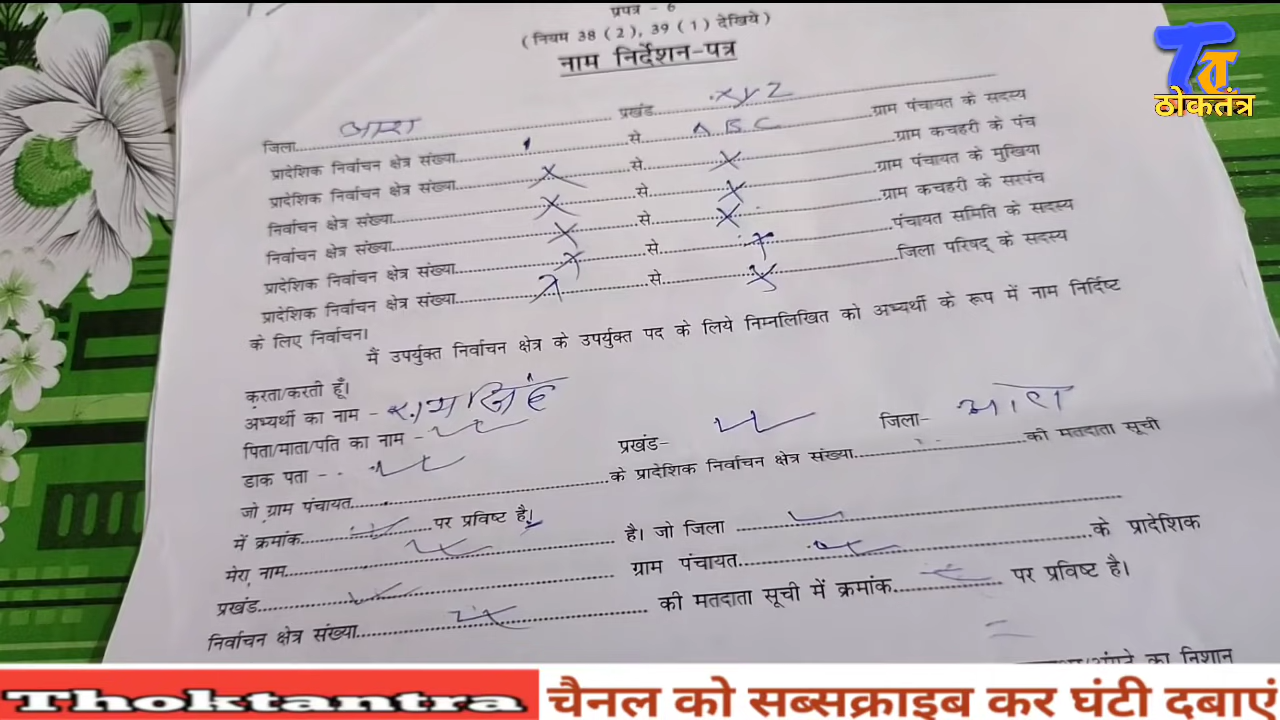 प्रपत्र - 6
(नियम 38 (2), 39 (1) देखिये)
नाम निर्देशन-पत्र
Tत
ठोकतंत्र
जिला आरा प्रखंड xyz
प्रादेशिक निर्वाचन क्षेत्र संख्या 1 से ABC ग्राम पंचायत के सदस्य
प्रादेशिक निर्वाचन क्षेत्र संख्या X से X ग्राम कचहरी के पंच
निर्वाचन क्षेत्र संख्या X से X ग्राम पंचायत के मुखिया
निर्वाचन क्षेत्र संख्या X से X ग्राम कचहरी के सरपंच
प्रादेशिक निर्वाचन क्षेत्र संख्या X से X पंचायत समिति के सदस्य
प्रादेशिक निर्वाचन क्षेत्र संख्या X से X जिला परिषद् के सदस्य
के लिए निर्वाचन।
मैं उपर्युक्त निर्वाचन क्षेत्र के उपर्युक्त पद के लिये निम्नलिखित को अभ्यर्थी के रूप में नाम निर्दिष्ट
करता/करती हूँ।
अभ्यर्थी का नाम - राम सिंह
पिता/माता/पति का नाम -
डाक पता - प्रखंड- जिला- आरा
जो ग्राम पंचायत के प्रादेशिक निर्वाचन क्षेत्र संख्या की मतदाता सूची
में क्रमांक पर प्रविष्ट है।
मेरा नाम है। जो जिला
प्रखंड ग्राम पंचायत के प्रादेशिक
निर्वाचन क्षेत्र संख्या की मतदाता सूची में क्रमांक पर प्रविष्ट है।
का निशान
Thoktantra चैनल को सब्सक्राइब कर घंटी दबाएं